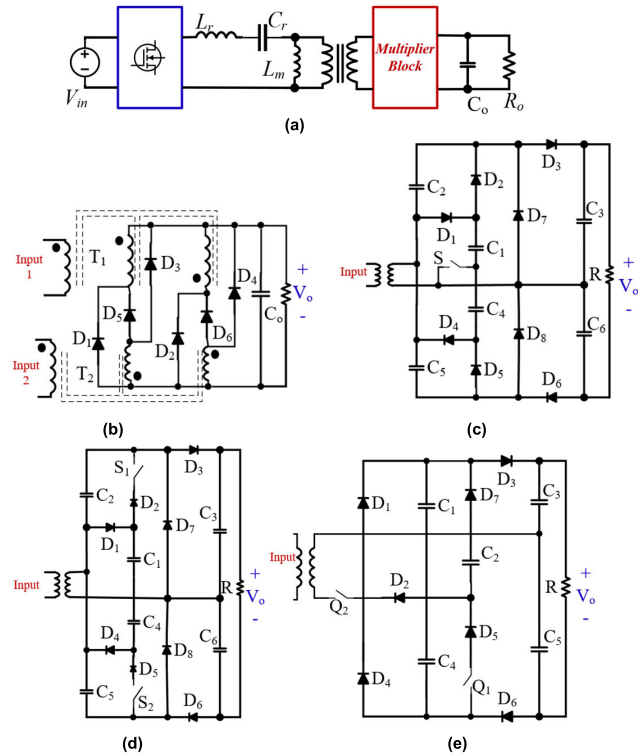 L_r
C_r
L_m
V_in
Multiplier
Block
C_o
R_o
(a)
Input
1
T_1
D_3
D_4
D_5
D_1
D_2
D_6
C_o
+
V_o
-
Input
2
T_2
(b)
D_3
C_2
D_2
D_1
D_7
C_3
S
C_1
Input
R
+
V_o
-
C_4
D_4
D_8
C_6
C_5
D_5
D_6
(c)
S_1
D_3
C_2
D_2
D_1
D_7
C_3
C_1
Input
R
+
V_o
-
C_4
D_4
D_8
C_6
D_5
C_5
S_2
D_6
(d)
D_3
D_1
C_1
D_7
C_3
Input
C_2
D_2
Q_2
R
+
V_o
-
D_5
C_5
C_4
D_4
Q_1
D_6
(e)